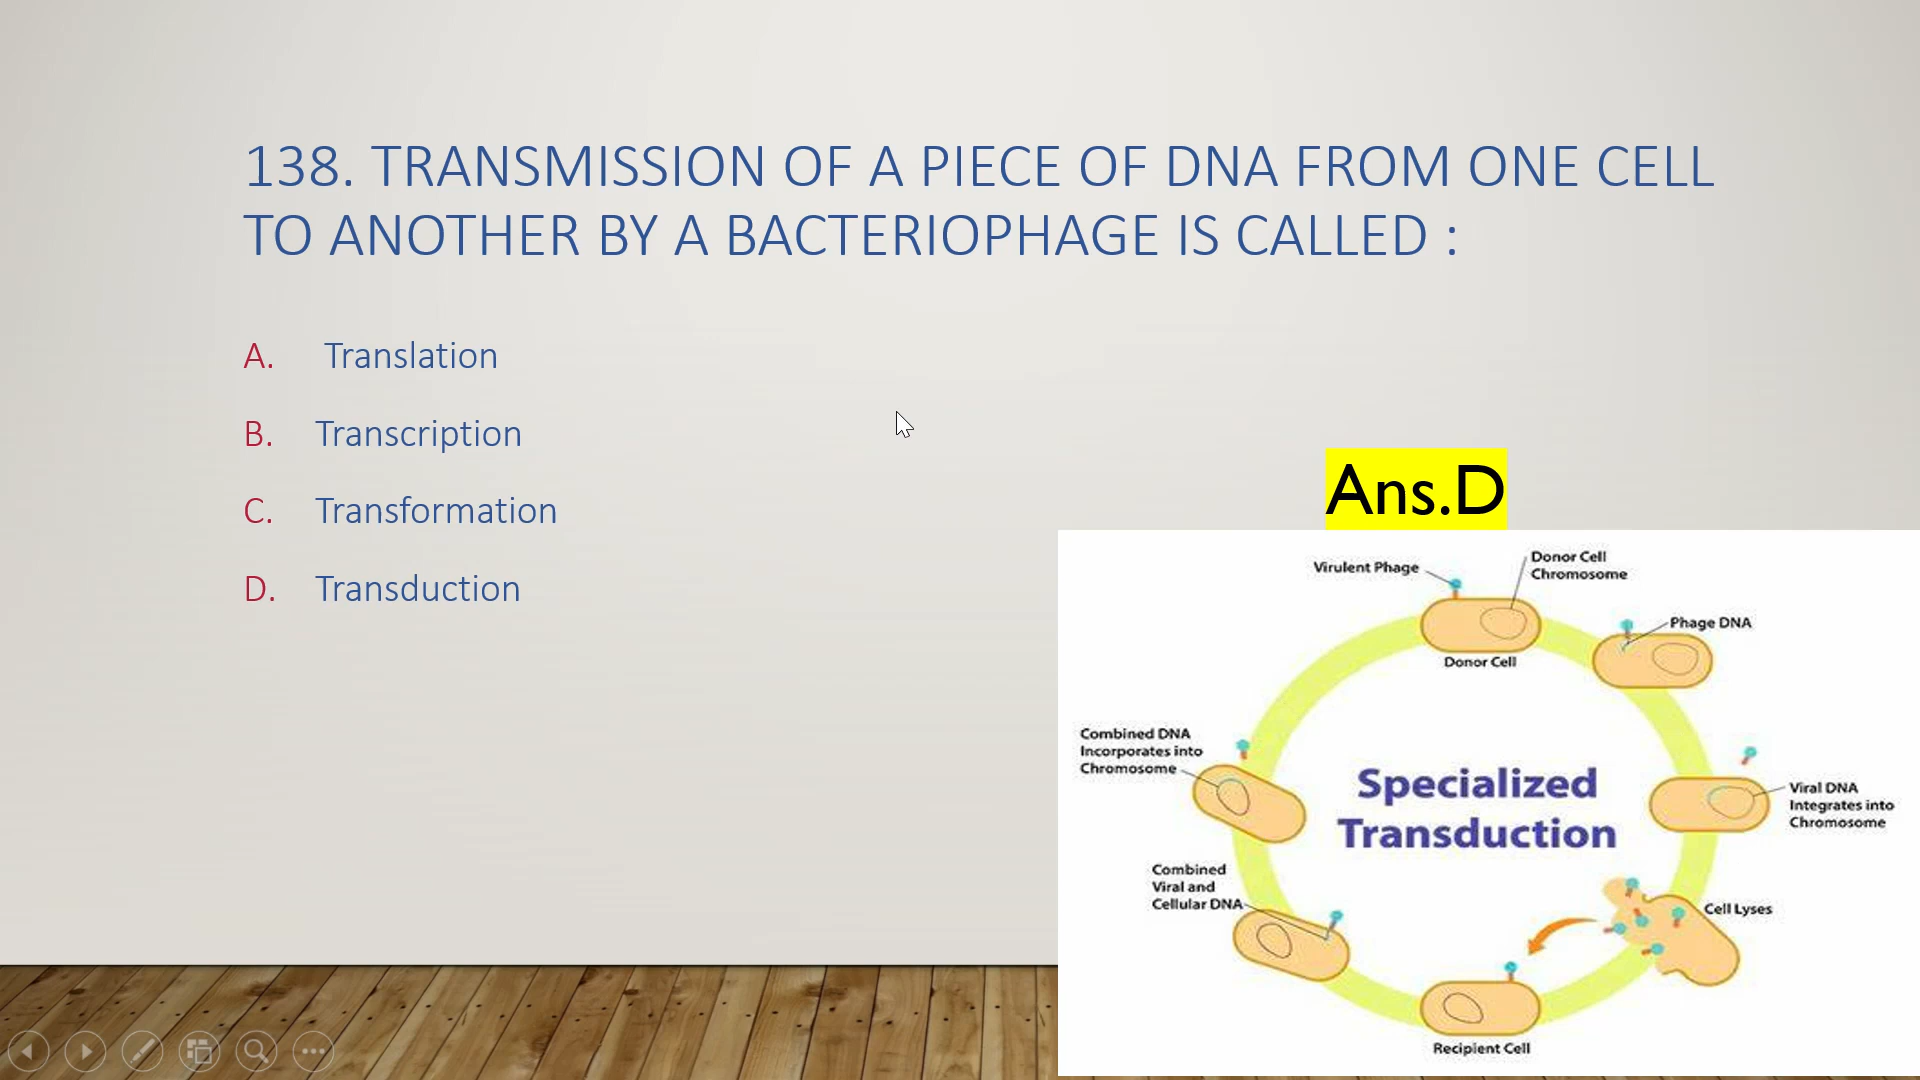 138. TRANSMISSION OF A PIECE OF DNA FROM ONE CELL
TO ANOTHER BY A BACTERIOPHAGE IS CALLED :
A. Translation
B. Transcription
C. Transformation
D. Transduction
Ans.D
Virulent Phage
Donor Cell
Chromosome
Phage DNA
Donor Cell
Combined DNA
Incorporates into
Chromosome
Specialized
Transduction
Viral DNA
Integrates into
Chromosome
Combined
Viral and
Cellular DNA
Cell Lyses
Recipient Cell